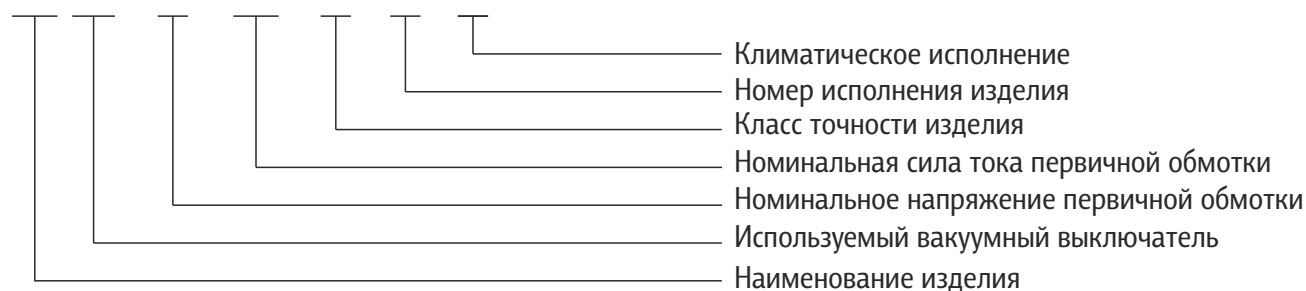 Климатическое исполнение
Номер исполнения изделия
Класс точности изделия
Номинальная сила тока первичной обмотки
Номинальное напряжение первичной обмотки
Используемый вакуумный выключатель
Наименование изделия